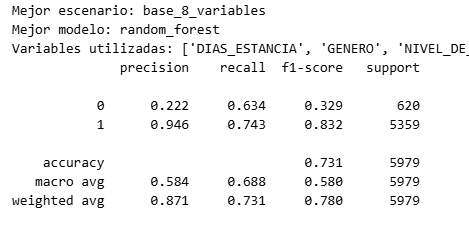 Mejor escenario: base_8_variables
Mejor modelo: random_forest
Variables utilizadas: ['DIAS_ESTANCIA', 'GENERO', 'NIVEL_DE_
precision recall f1-score support
0 0.222 0.634 0.329 620
1 0.946 0.743 0.832 5359
accuracy 0.731 5979
macro avg 0.584 0.688 0.580 5979
weighted avg 0.871 0.731 0.780 5979